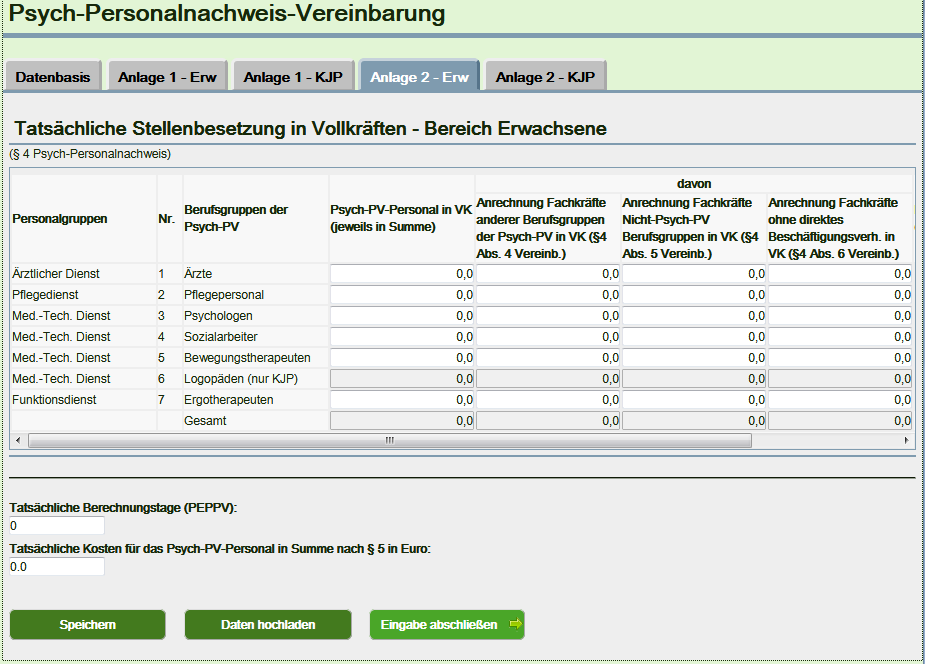 Psych-Personalnachweis-Vereinbarung
Datenbasis Anlage 1 - Erw Anlage 1 - KJP Anlage 2 - Erw Anlage 2 - KJP
Tatsächliche Stellenbesetzung in Vollkräften - Bereich Erwachsene
(§ 4 Psych-Personalnachweis)
davon
Personalgruppen Nr. Berufsgruppen der Psych-PV Psych-PV-Personal in VK (jeweils in Summe) Anrechnung Fachkräfte anderer Berufsgruppen der Psych-PV in VK (§4 Abs. 4 Vereinb.) Anrechnung Fachkräfte Nicht-Psych-PV Berufsgruppen in VK (§4 Abs. 5 Vereinb.) Anrechnung Fachkräfte ohne direktes Beschäftigungsverh. in VK (§4 Abs. 6 Vereinb.)
Ärztlicher Dienst 1 Ärzte 0,0 0,0 0,0 0,0
Pflegedienst 2 Pflegepersonal 0,0 0,0 0,0 0,0
Med.-Tech. Dienst 3 Psychologen 0,0 0,0 0,0 0,0
Med.-Tech. Dienst 4 Sozialarbeiter 0,0 0,0 0,0 0,0
Med.-Tech. Dienst 5 Bewegungstherapeuten 0,0 0,0 0,0 0,0
Med.-Tech. Dienst 6 Logopäden (nur KJP) 0,0 0,0 0,0 0,0
Funktionsdienst 7 Ergotherapeuten 0,0 0,0 0,0 0,0
Gesamt 0,0 0,0 0,0 0,0
Tatsächliche Berechnungstage (PEPPV):
0
Tatsächliche Kosten für das Psych-PV-Personal in Summe nach § 5 in Euro:
0.0
Speichern Daten hochladen Eingabe abschließen